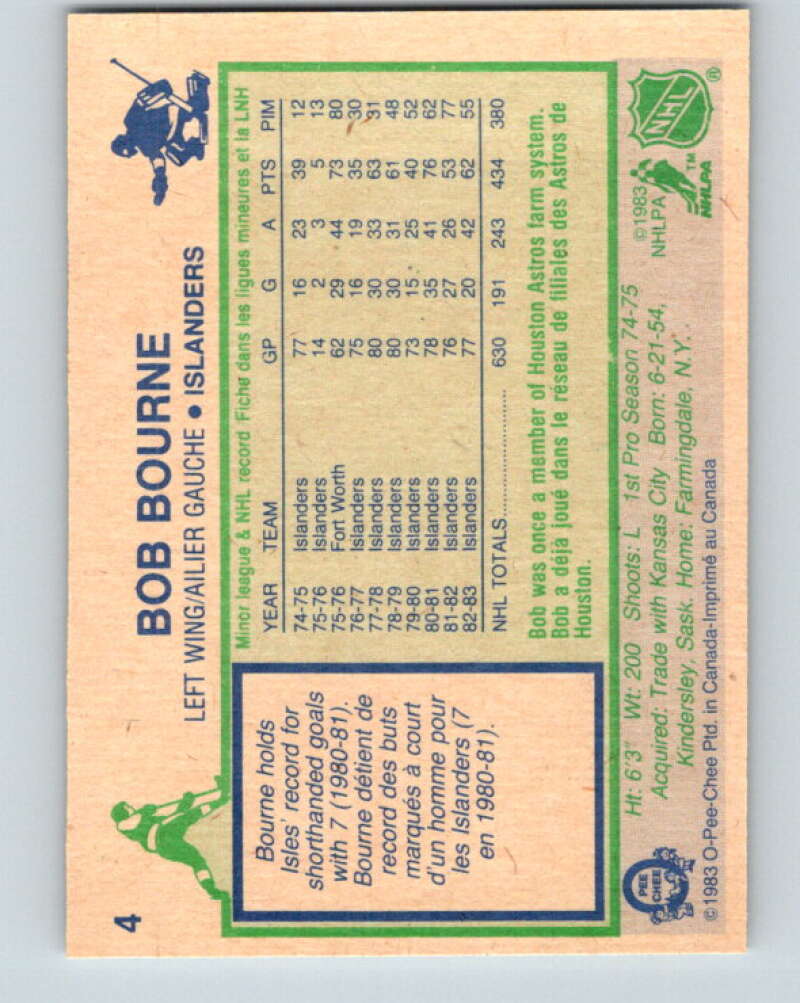 4
BOB BOURNE
LEFT WING/AILIER GAUCHE • ISLANDERS
Bourne holds
Isles' record for
shorthanded goals
with 7 (1980-81).
Bourne détient de
record des buts
marqués à court
d'un homme pour
les Islanders (7
en 1980-81).
Minor league & NHL record Fiche dans les ligues mineures et la LNH
YEAR TEAM GP G A PTS PIM
74-75 Islanders 77 16 23 39 12
75-76 Islanders 14 2 3 5 13
75-76 Fort Worth 62 29 44 73 80
76-77 Islanders 75 16 19 35 30
77-78 Islanders 80 30 33 63 31
78-79 Islanders 80 30 31 61 48
79-80 Islanders 73 15 25 40 52
80-81 Islanders 78 35 41 76 62
81-82 Islanders 76 27 26 53 77
82-83 Islanders 77 20 42 62 55
NHL TOTALS 630 191 243 434 380
Bob was once a member of Houston Astros farm system.
Bob a déja joué dans le réseau de filiales des Astros de
Houston.
Ht: 6'3" Wt: 200 Shoots: L 1st Pro Season 74-75
Acquired: Trade with Kansas City Born: 6-21-54,
Kindersley, Sask. Home: Farmingdale, N.Y.
©1983
NHLPA
NHL ®
TM
NHLPA
PEE
CHEE
©1983 O-Pee-Chee Ptd. in Canada-Imprimé au Canada